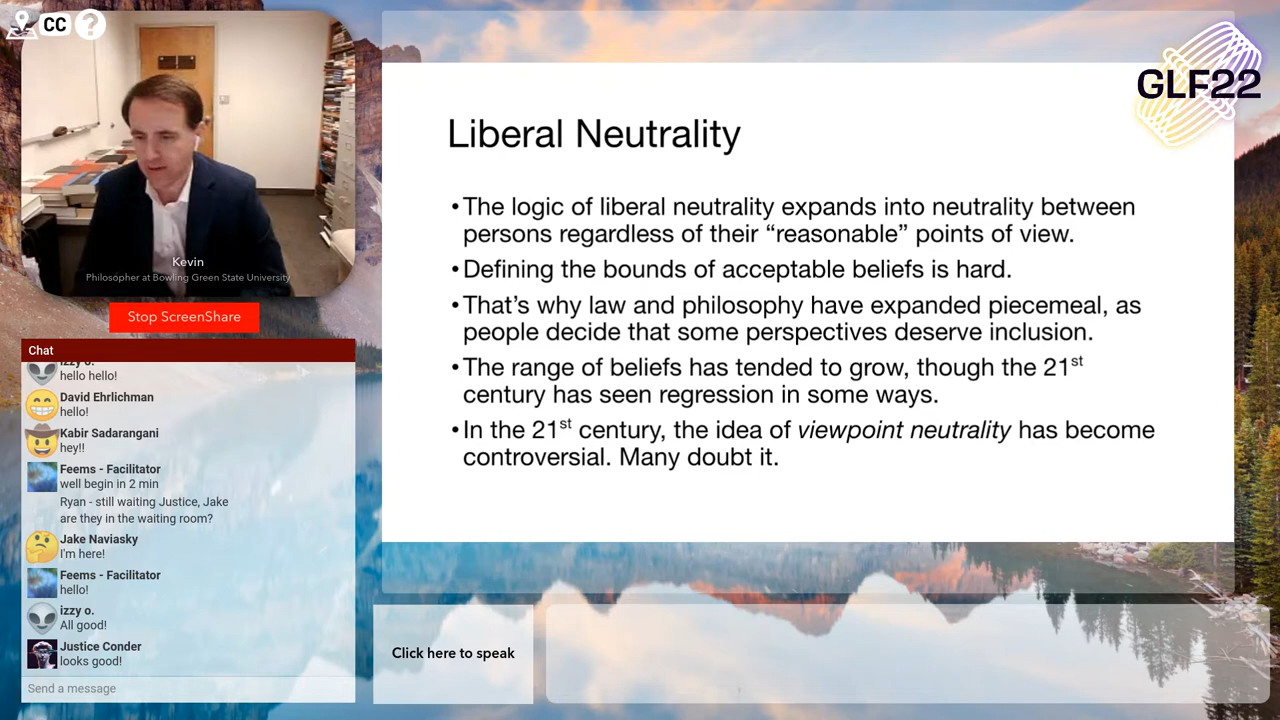 CC
?
Kevin
Philosopher at Bowling Green State University
Stop ScreenShare
Chat
izzy o.
hello hello!
David Ehrlichman
hello!
Kabir Sadarangani
hey!!
Feems - Facilitator
well begin in 2 min
Ryan - still waiting Justice, Jake
are they in the waiting room?
Jake Naviasky
I'm here!
Feems - Facilitator
hello!
izzy o.
All good!
Justice Conder
looks good!
Send a message
GLF22
Liberal Neutrality
•The logic of liberal neutrality expands into neutrality between
persons regardless of their “reasonable” points of view.
•Defining the bounds of acceptable beliefs is hard.
•That’s why law and philosophy have expanded piecemeal, as
people decide that some perspectives deserve inclusion.
•The range of beliefs has tended to grow, though the 21st
century has seen regression in some ways.
•In the 21st century, the idea of viewpoint neutrality has become
controversial. Many doubt it.
Click here to speak